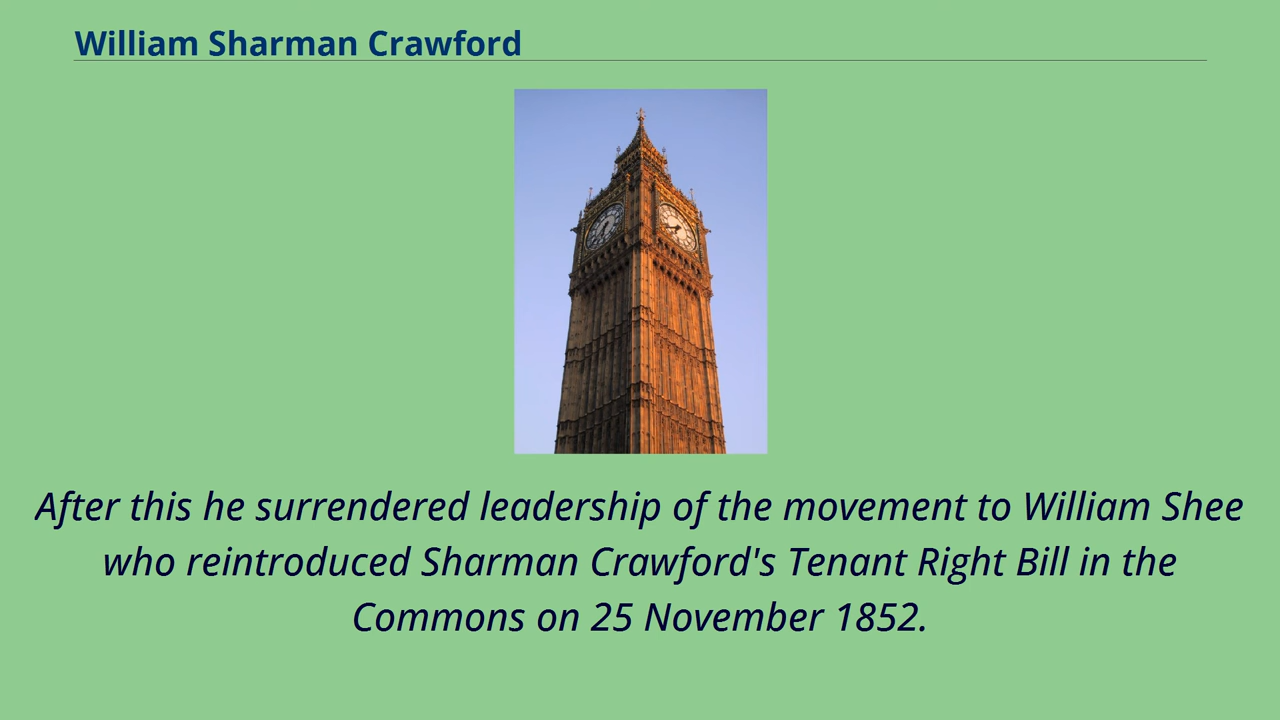 William Sharman Crawford
After this he surrendered leadership of the movement to William Shee
who reintroduced Sharman Crawford's Tenant Right Bill in the
Commons on 25 November 1852.